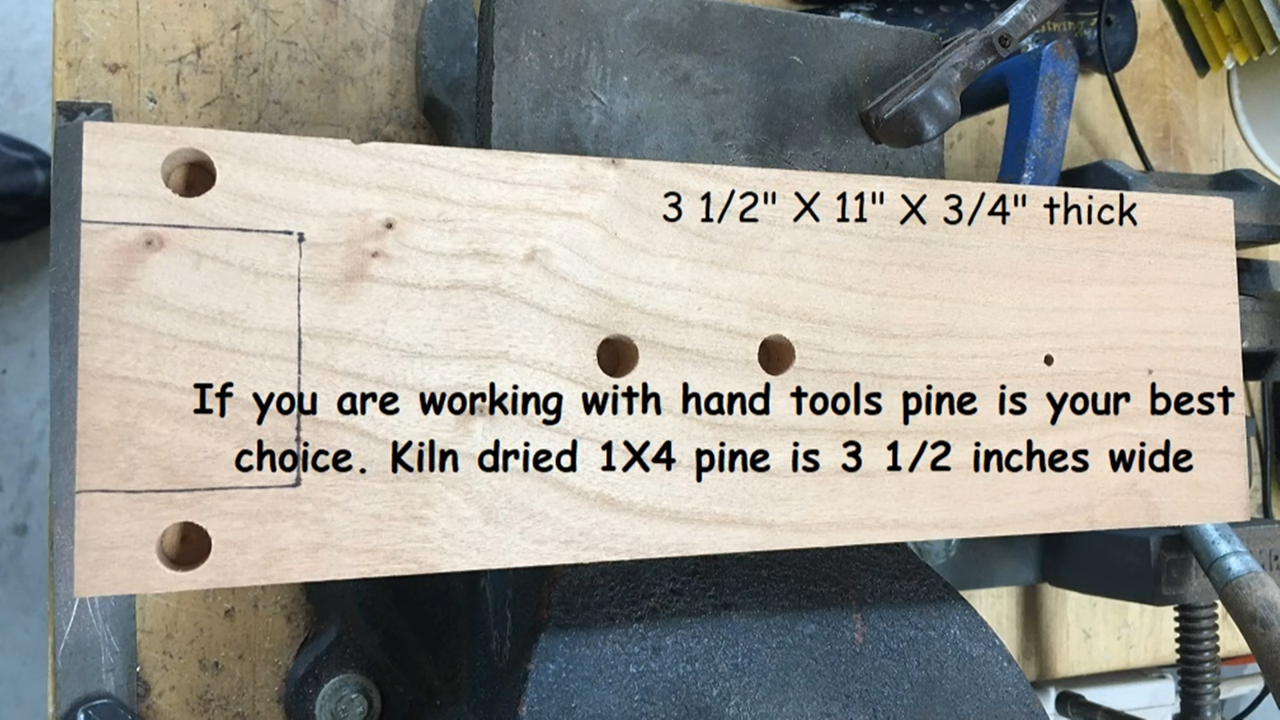 3 1/2" X 11" X 3/4" thick
If you are working with hand tools pine is your best
choice. Kiln dried 1X4 pine is 3 1/2 inches wide